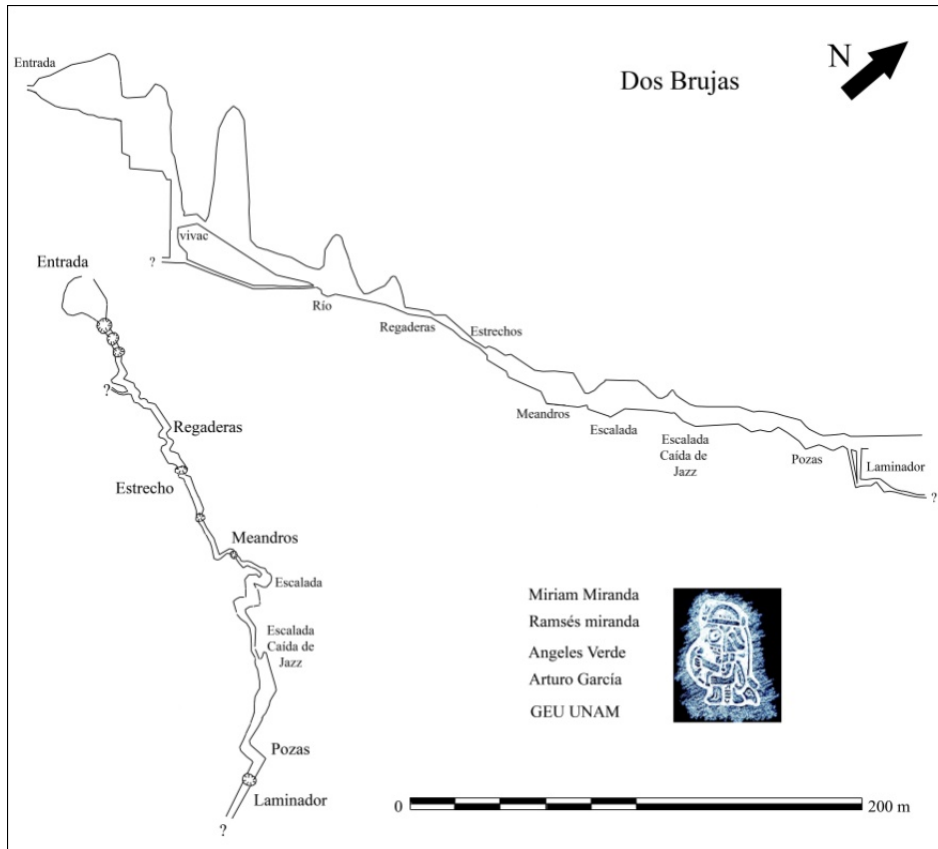 Dos Brujas
N
Entrada
vivac
?
Río
Regaderas
Estrechos
Meandros
Escalada
Escalada
Caída de
Jazz
Pozas
Laminador
?
Entrada
?
Regaderas
Estrecho
Meandros
Escalada
Escalada
Caída de
Jazz
Pozas
Laminador
?
Miriam Miranda
Ramsés miranda
Angeles Verde
Arturo García
GEU UNAM
0
200 m